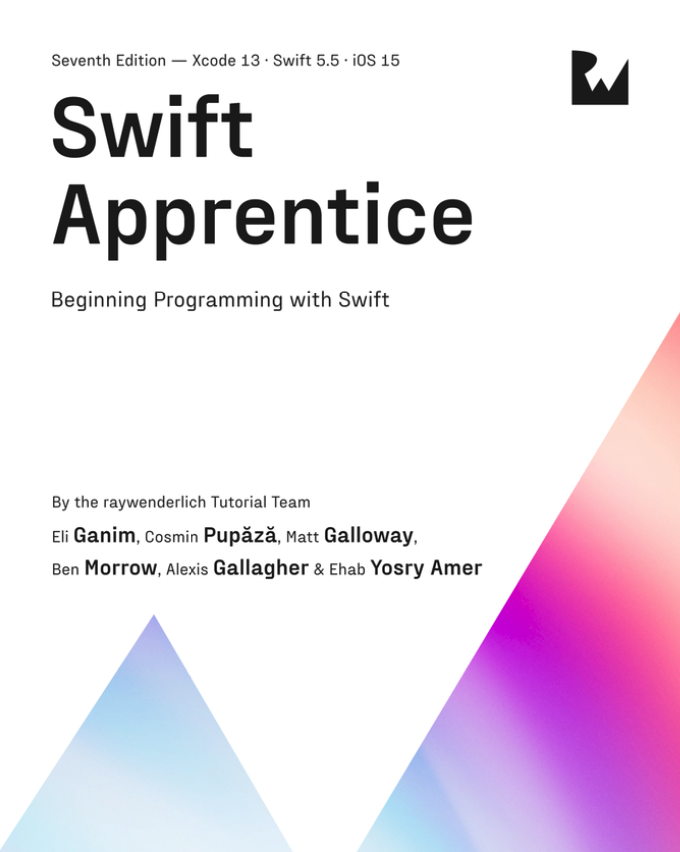 Seventh Edition — Xcode 13 · Swift 5.5 · iOS 15
Swift
Apprentice
Beginning Programming with Swift
By the raywenderlich Tutorial Team
Eli Ganim, Cosmin Pupăză, Matt Galloway,
Ben Morrow, Alexis Gallagher & Ehab Yosry Amer